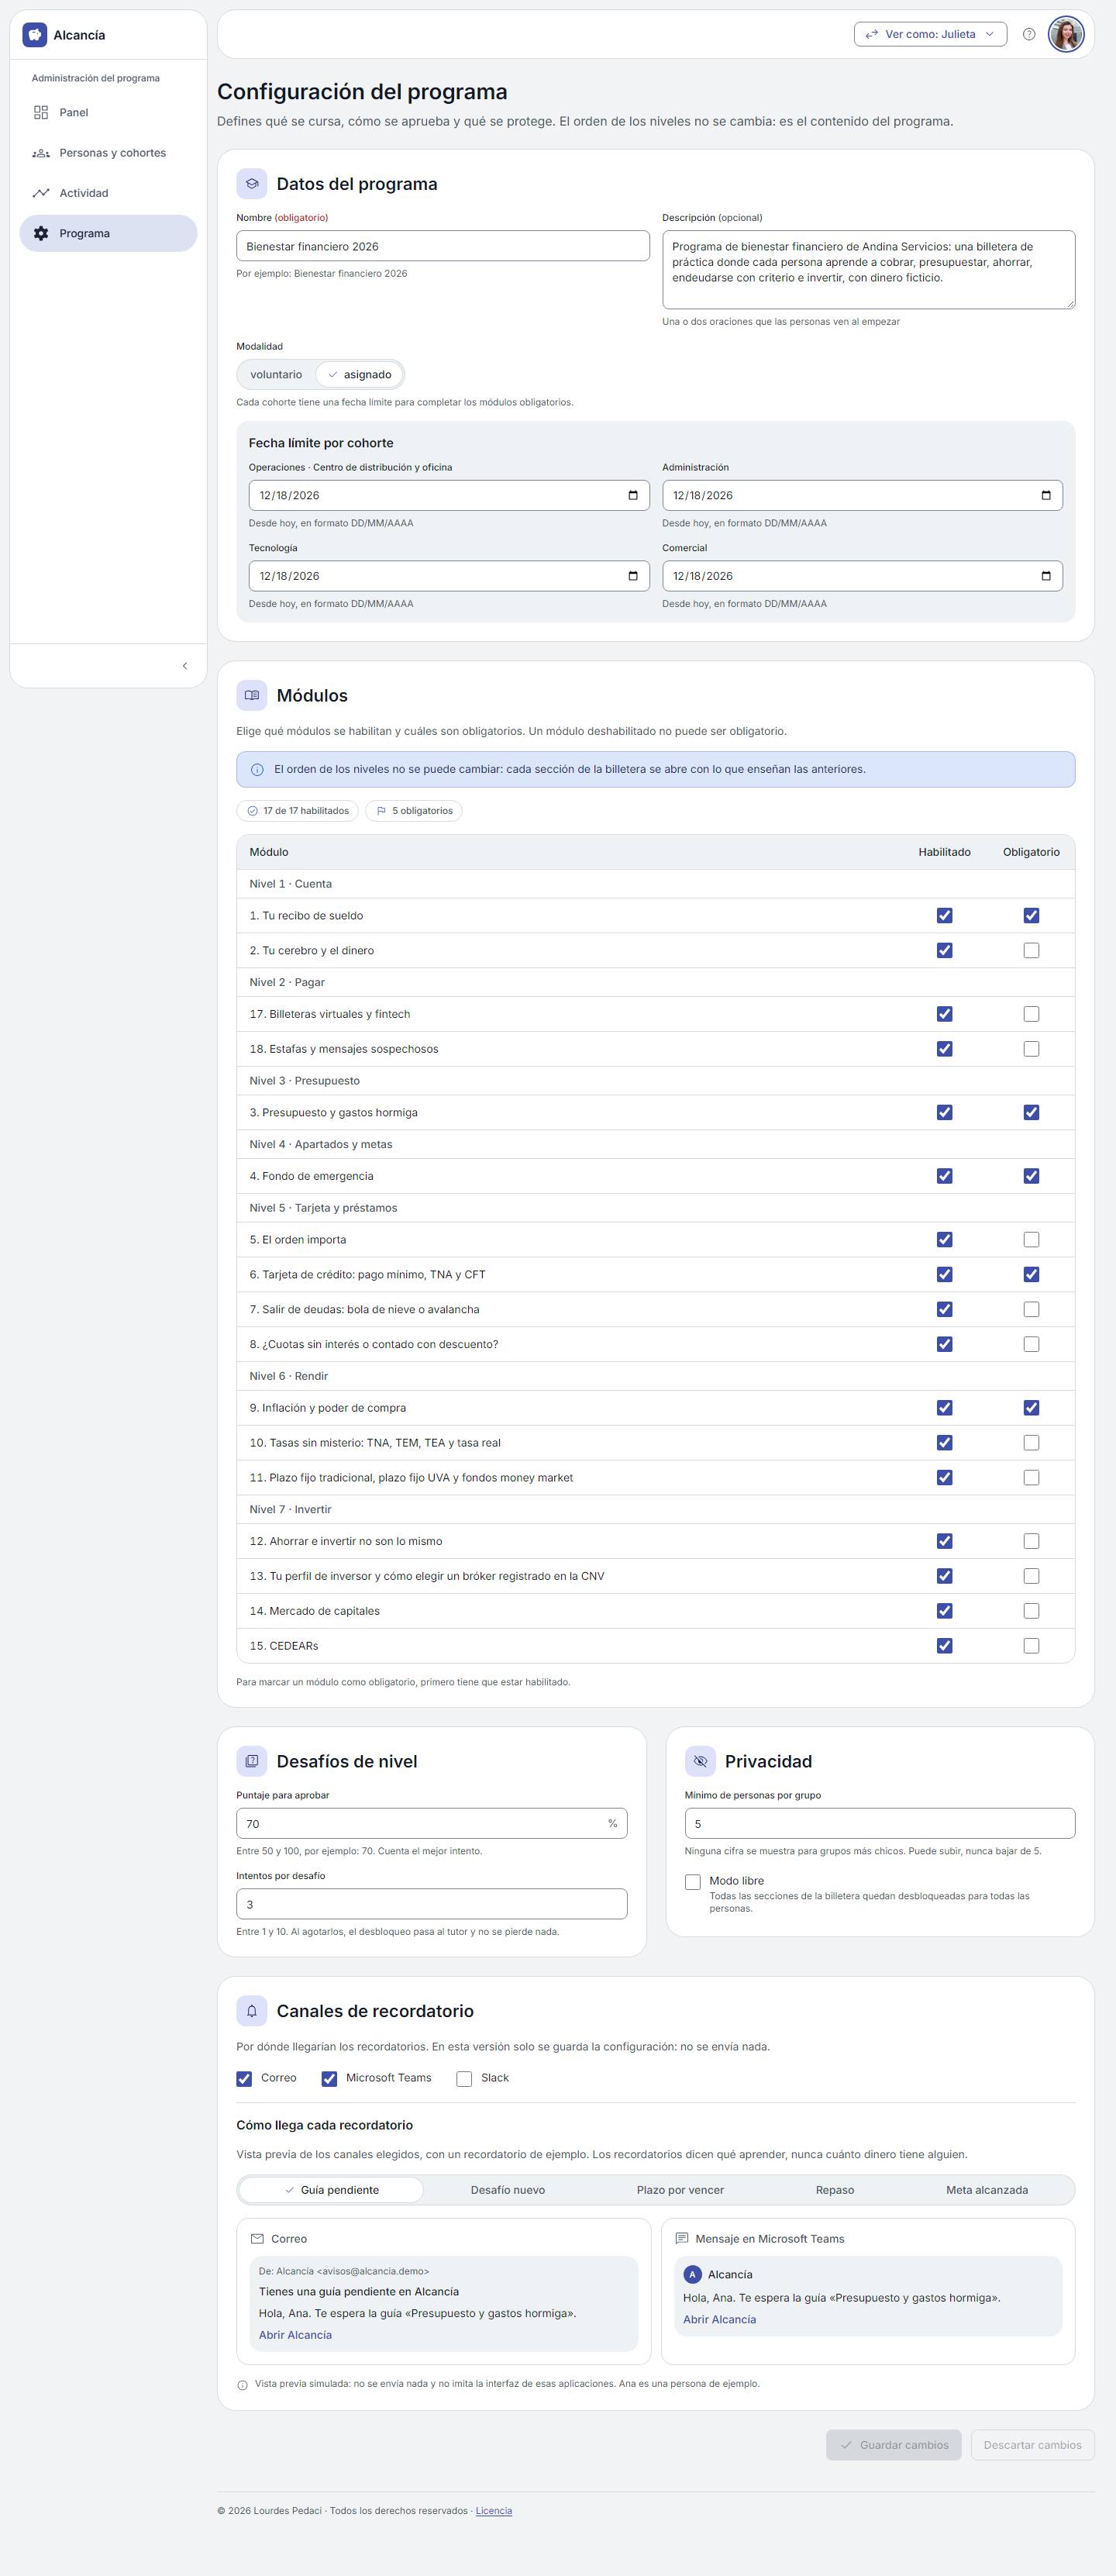 Alcancía
Ver como: Julieta
Administración del programa
Panel
Personas y cohortes
Actividad
Programa
Configuración del programa
Defines qué se cursa, cómo se aprueba y qué se protege. El orden de los niveles no se cambia: es el contenido del programa.
Datos del programa
Nombre (obligatorio)
Bienestar financiero 2026
Por ejemplo: Bienestar financiero 2026
Descripción (opcional)
Programa de bienestar financiero de Andina Servicios: una billetera de
práctica donde cada persona aprende a cobrar, presupuestar, ahorrar,
endeudarse con criterio e invertir, con dinero ficticio.
Una o dos oraciones que las personas ven al empezar
Modalidad
voluntario
asignado
Cada cohorte tiene una fecha límite para completar los módulos obligatorios.
Fecha límite por cohorte
Operaciones · Centro de distribución y oficina
12/18/2026
Desde hoy, en formato DD/MM/AAAA
Administración
12/18/2026
Desde hoy, en formato DD/MM/AAAA
Tecnología
12/18/2026
Desde hoy, en formato DD/MM/AAAA
Comercial
12/18/2026
Desde hoy, en formato DD/MM/AAAA
Módulos
Elige qué módulos se habilitan y cuáles son obligatorios. Un módulo deshabilitado no puede ser obligatorio.
El orden de los niveles no se puede cambiar: cada sección de la billetera se abre con lo que enseñan las anteriores.
17 de 17 habilitados
5 obligatorios
Módulo Habilitado Obligatorio
Nivel 1 · Cuenta
1. Tu recibo de sueldo
2. Tu cerebro y el dinero
Nivel 2 · Pagar
17. Billeteras virtuales y fintech
18. Estafas y mensajes sospechosos
Nivel 3 · Presupuesto
3. Presupuesto y gastos hormiga
Nivel 4 · Apartados y metas
4. Fondo de emergencia
Nivel 5 · Tarjeta y préstamos
5. El orden importa
6. Tarjeta de crédito: pago mínimo, TNA y CFT
7. Salir de deudas: bola de nieve o avalancha
8. ¿Cuotas sin interés o contado con descuento?
Nivel 6 · Rendir
9. Inflación y poder de compra
10. Tasas sin misterio: TNA, TEM, TEA y tasa real
11. Plazo fijo tradicional, plazo fijo UVA y fondos money market
Nivel 7 · Invertir
12. Ahorrar e invertir no son lo mismo
13. Tu perfil de inversor y cómo elegir un bróker registrado en la CNV
14. Mercado de capitales
15. CEDEARs
Para marcar un módulo como obligatorio, primero tiene que estar habilitado.
Desafíos de nivel
Puntaje para aprobar
70 %
Entre 50 y 100, por ejemplo: 70. Cuenta el mejor intento.
Intentos por desafío
3
Entre 1 y 10. Al agotarlos, el desbloqueo pasa al tutor y no se pierde nada.
Privacidad
Mínimo de personas por grupo
5
Ninguna cifra se muestra para grupos más chicos. Puede subir, nunca bajar de 5.
Modo libre
Todas las secciones de la billetera quedan desbloqueadas para todas las
personas.
Canales de recordatorio
Por dónde llegarían los recordatorios. En esta versión solo se guarda la configuración: no se envía nada.
Correo
Microsoft Teams
Slack
Cómo llega cada recordatorio
Vista previa de los canales elegidos, con un recordatorio de ejemplo. Los recordatorios dicen qué aprender, nunca cuánto dinero tiene alguien.
Guía pendiente
Desafío nuevo
Plazo por vencer
Repaso
Meta alcanzada
Correo
De: Alcancía <avisos@alcancia.demo>
Tienes una guía pendiente en Alcancía
Hola, Ana. Te espera la guía «Presupuesto y gastos hormiga».
Abrir Alcancía
Mensaje en Microsoft Teams
A Alcancía
Hola, Ana. Te espera la guía «Presupuesto y gastos hormiga».
Abrir Alcancía
Vista previa simulada: no se envía nada y no imita la interfaz de esas aplicaciones. Ana es una persona de ejemplo.
Guardar cambios
Descartar cambios
© 2026 Lourdes Pedaci · Todos los derechos reservados · Licencia